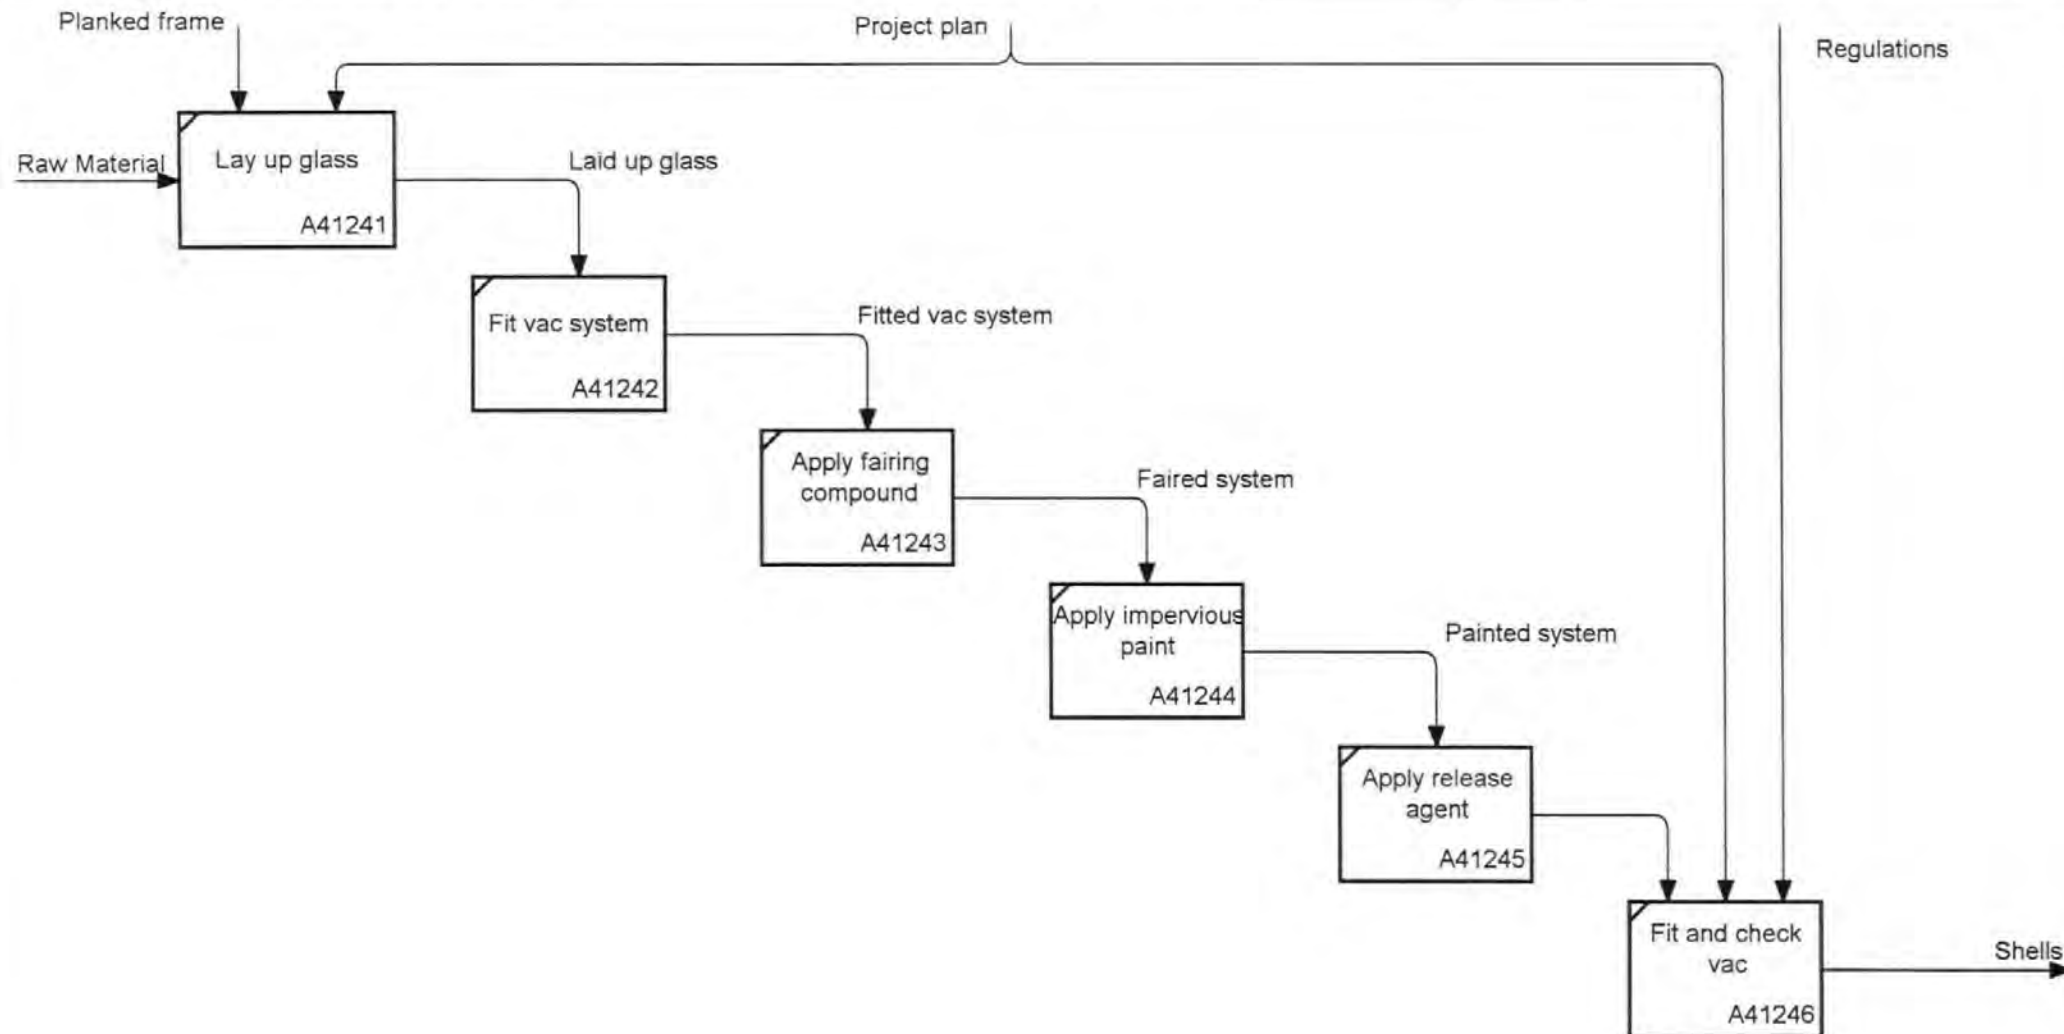 Planked frame
Project plan
Regulations
Raw Material
Lay up glass
A41241
Laid up glass
Fit vac system
A41242
Fitted vac system
Apply fairing
compound
A41243
Faired system
Apply impervious
paint
A41244
Painted system
Apply release
agent
A41245
Fit and check
vac
A41246
Shells